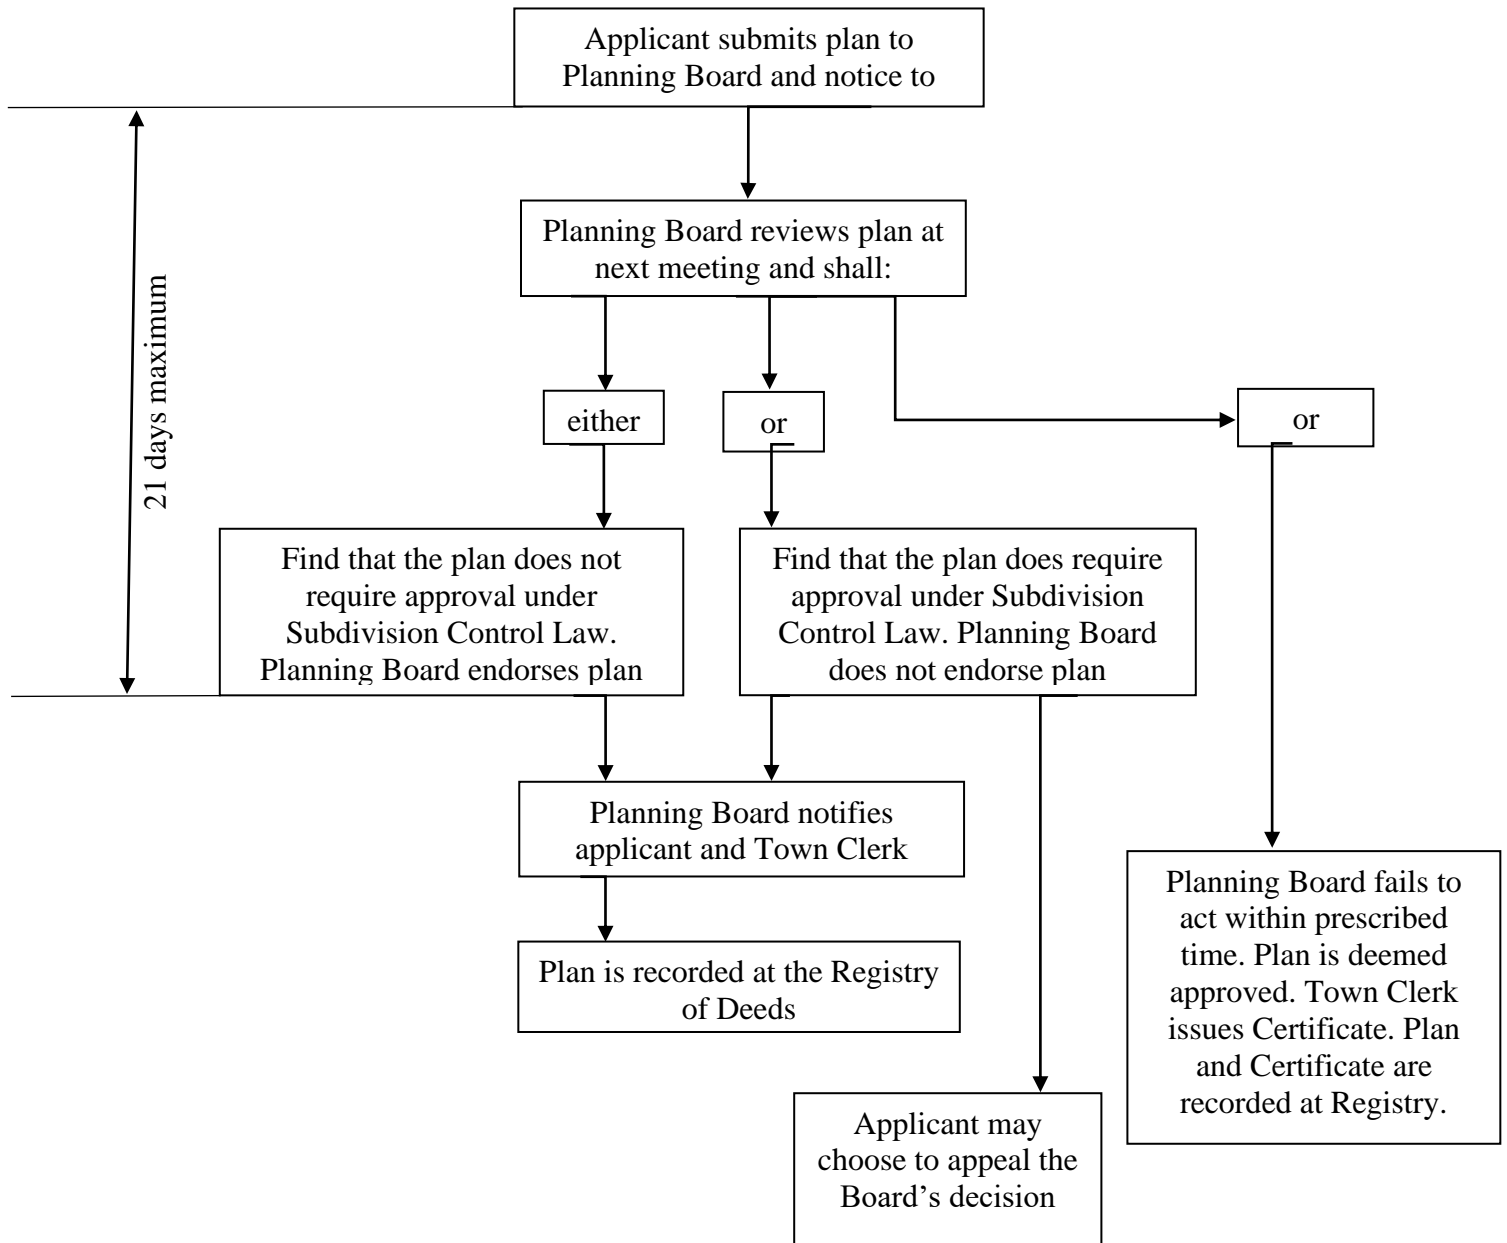 Applicant submits plan to
Planning Board and notice to
21 days maximum
Planning Board reviews plan at
next meeting and shall:
either
or
or
Find that the plan does not
require approval under
Subdivision Control Law.
Planning Board endorses plan
Find that the plan does require
approval under Subdivision
Control Law. Planning Board
does not endorse plan
Planning Board notifies
applicant and Town Clerk
Plan is recorded at the Registry
of Deeds
Planning Board fails to
act within prescribed
time. Plan is deemed
approved. Town Clerk
issues Certificate. Plan
and Certificate are
recorded at Registry.
Applicant may
choose to appeal the
Board’s decision